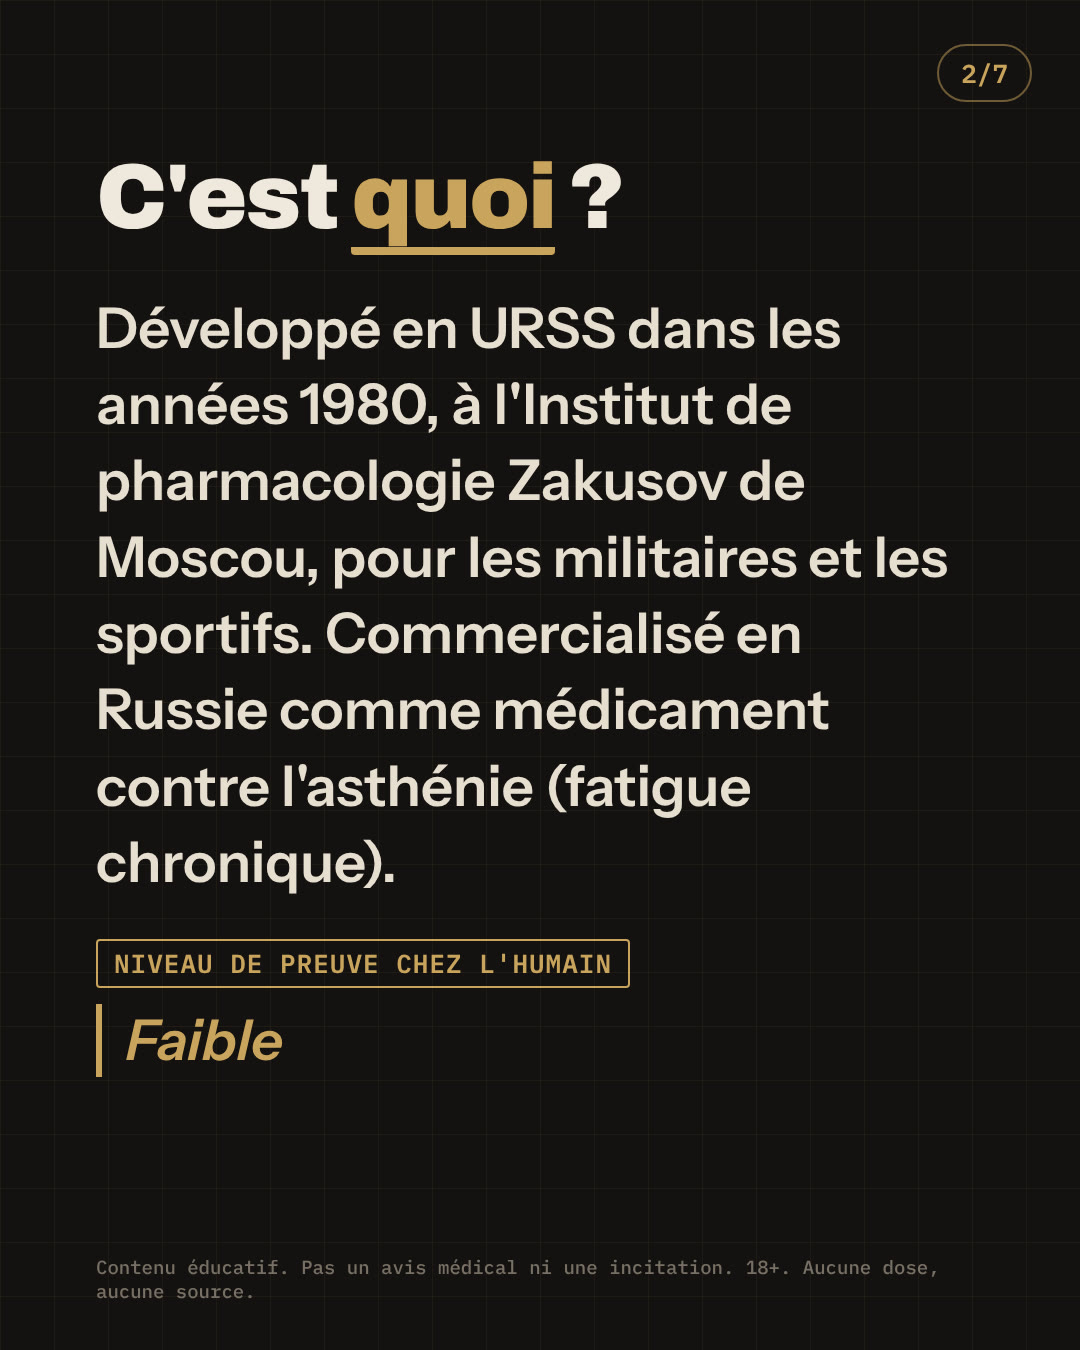 2/7
C'est quoi ?
Développé en URSS dans les
années 1980, à l'Institut de
pharmacologie Zakusov de
Moscou, pour les militaires et les
sportifs. Commercialisé en
Russie comme médicament
contre l'asthénie (fatigue
chronique).
NIVEAU DE PREUVE CHEZ L'HUMAIN
Faible
Contenu éducatif. Pas un avis médical ni une incitation. 18+. Aucune dose,
aucune source.